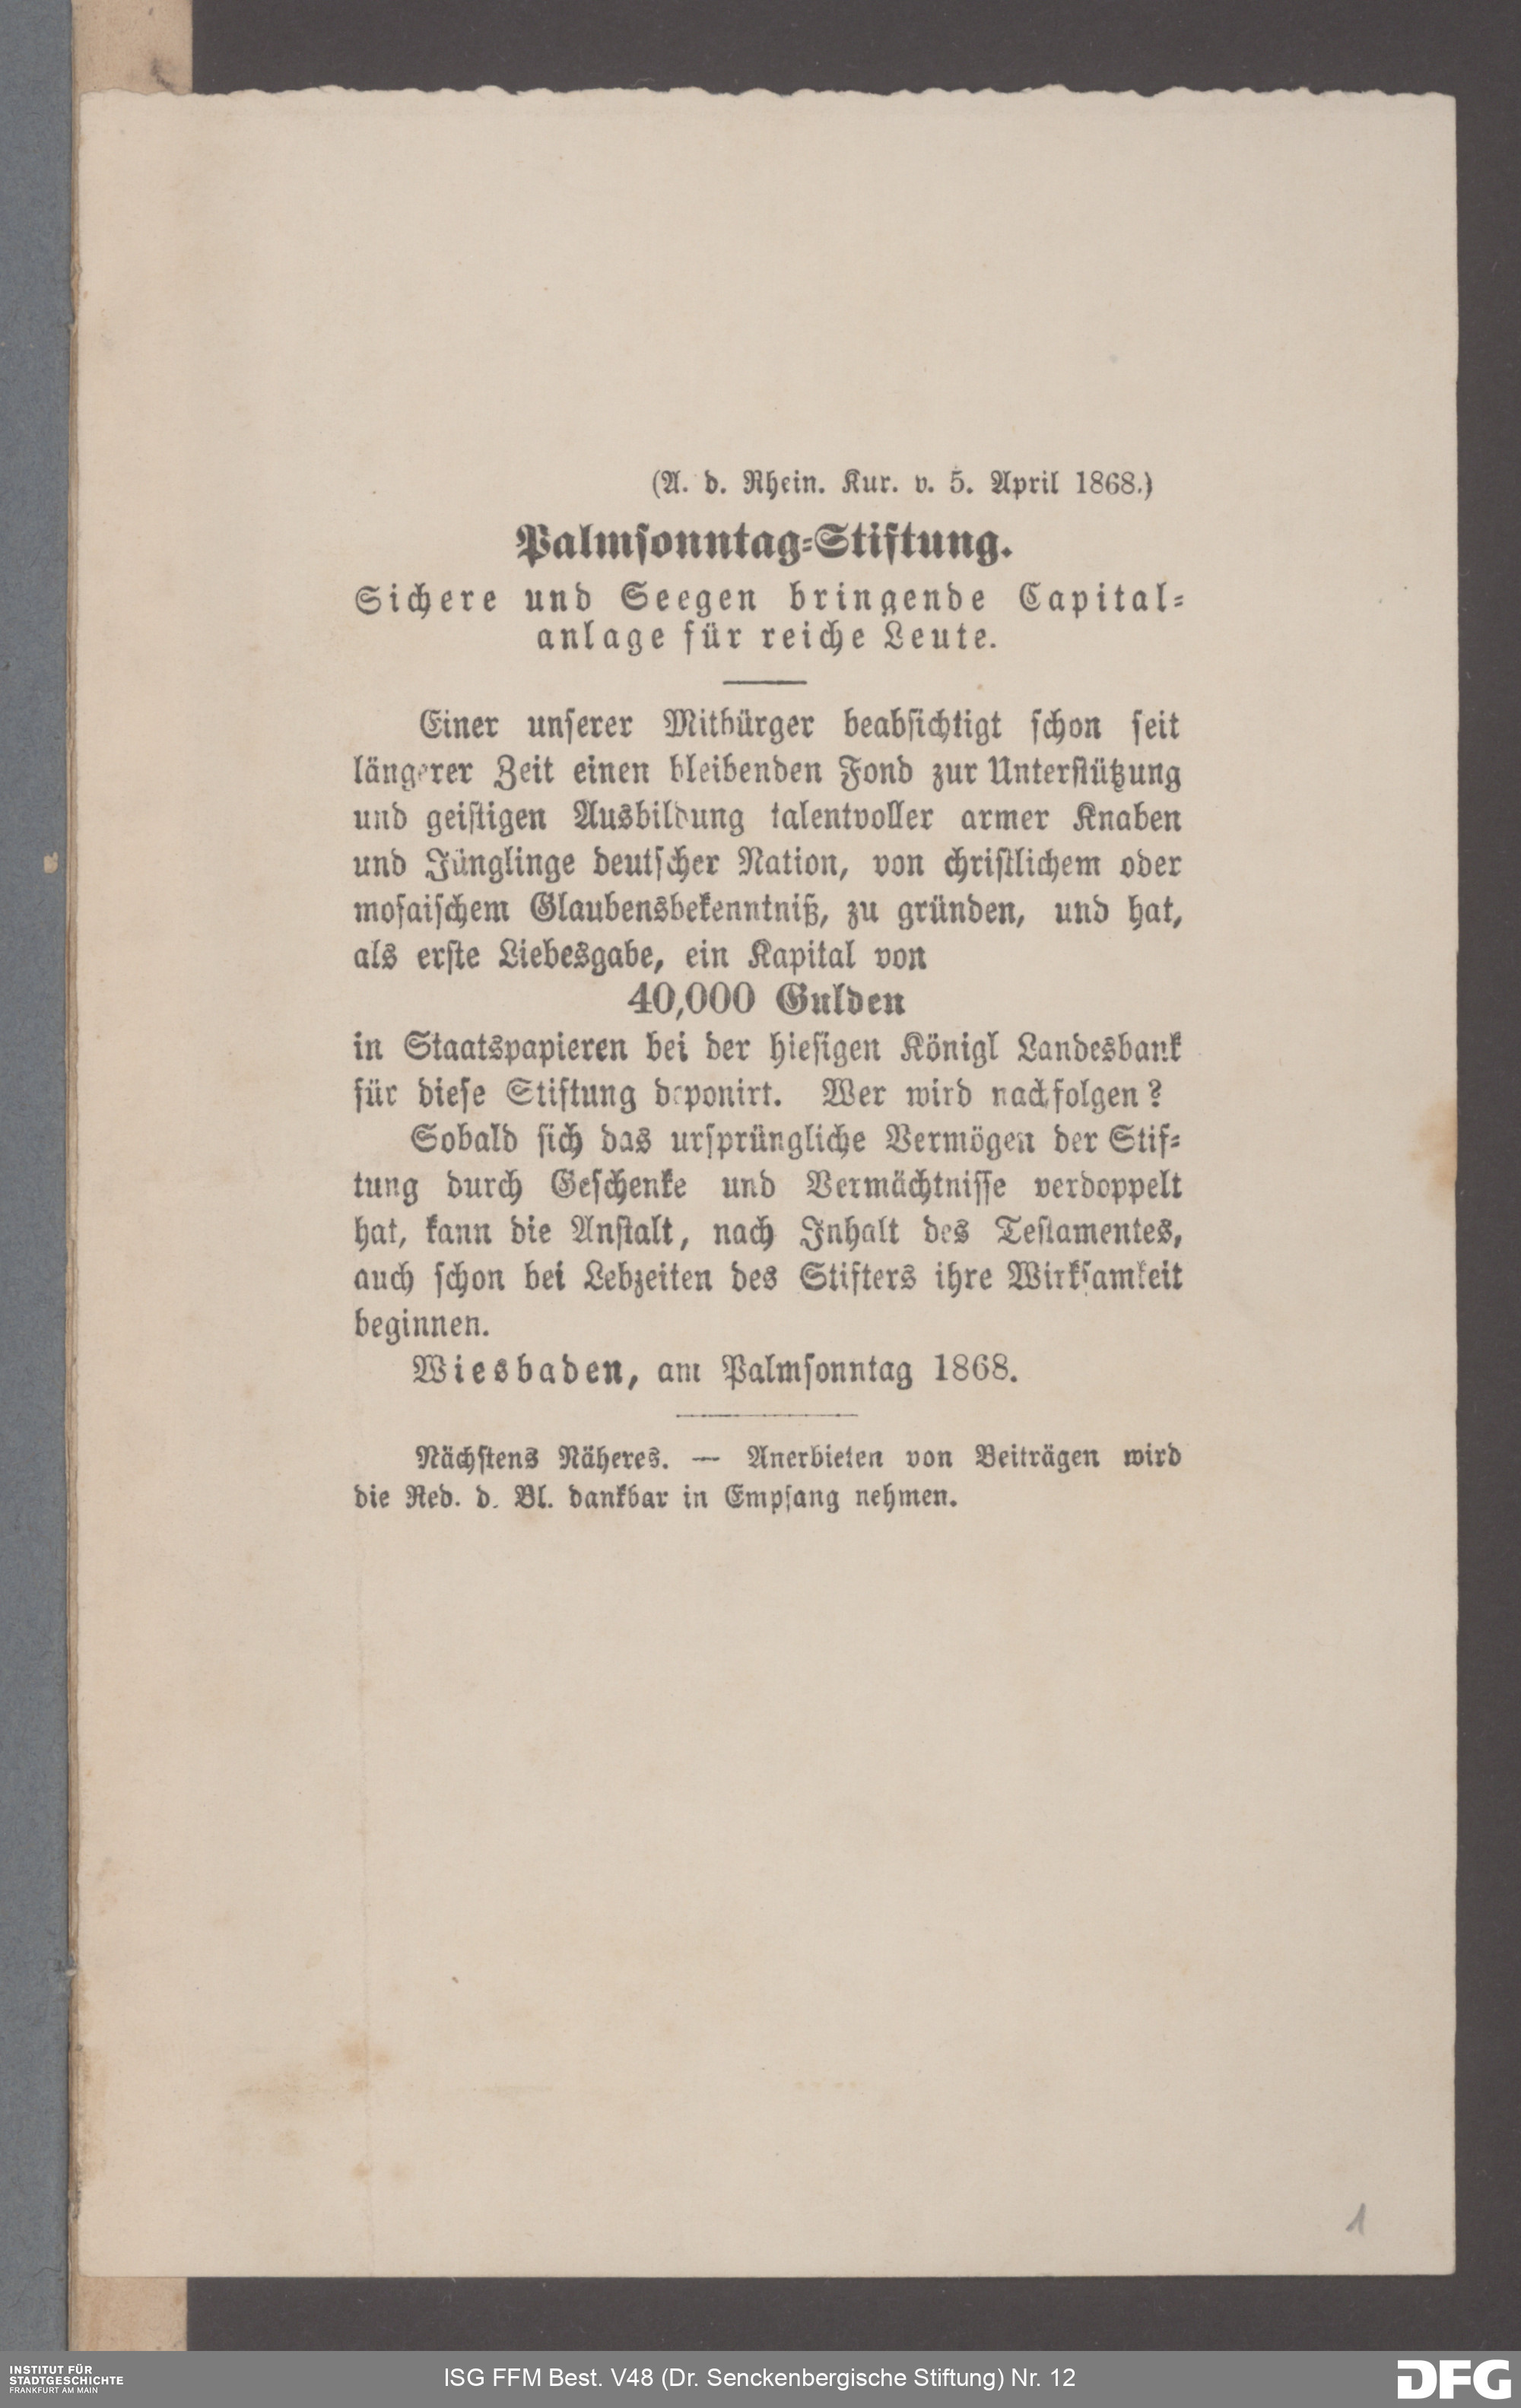 (A. d. Rhein. Kur. v. 5. April 1868.)
Palmsonntag-Stiftung.
Sichere und Seegen bringende Capital-
anlage für reiche Leute.
Einer unserer Mitbürger beabsichtigt schon seit
längerer Zeit einen bleibenden Fond zur Unterstützung
und geistigen Ausbildung talentvoller armer Knaben
und Jünglinge deutscher Nation, von christlichem oder
mosaischem Glaubensbekenntniß, zu gründen, und hat,
als erste Liebesgabe, ein Kapital von
40,000 Gulden
in Staatspapieren bei der hiesigen Königl Landesbank
für diese Stiftung deponirt. Wer wird nachfolgen?
Sobald sich das ursprüngliche Vermögen der Stif-
tung durch Geschenke und Vermächtnisse verdoppelt
hat, kann die Anstalt, nach Inhalt des Testamentes,
auch schon bei Lebzeiten des Stifters ihre Wirksamkeit
beginnen.
Wiesbaden, am Palmsonntag 1868.
Nächstens Näheres. — Anerbieten von Beiträgen wird
die Red. d. Bl. dankbar in Empfang nehmen.
1
INSTITUT FÜR
STADTGESCHICHTE
FRANKFURT AM MAIN
ISG FFM Best. V48 (Dr. Senckenbergische Stiftung) Nr. 12
DFG